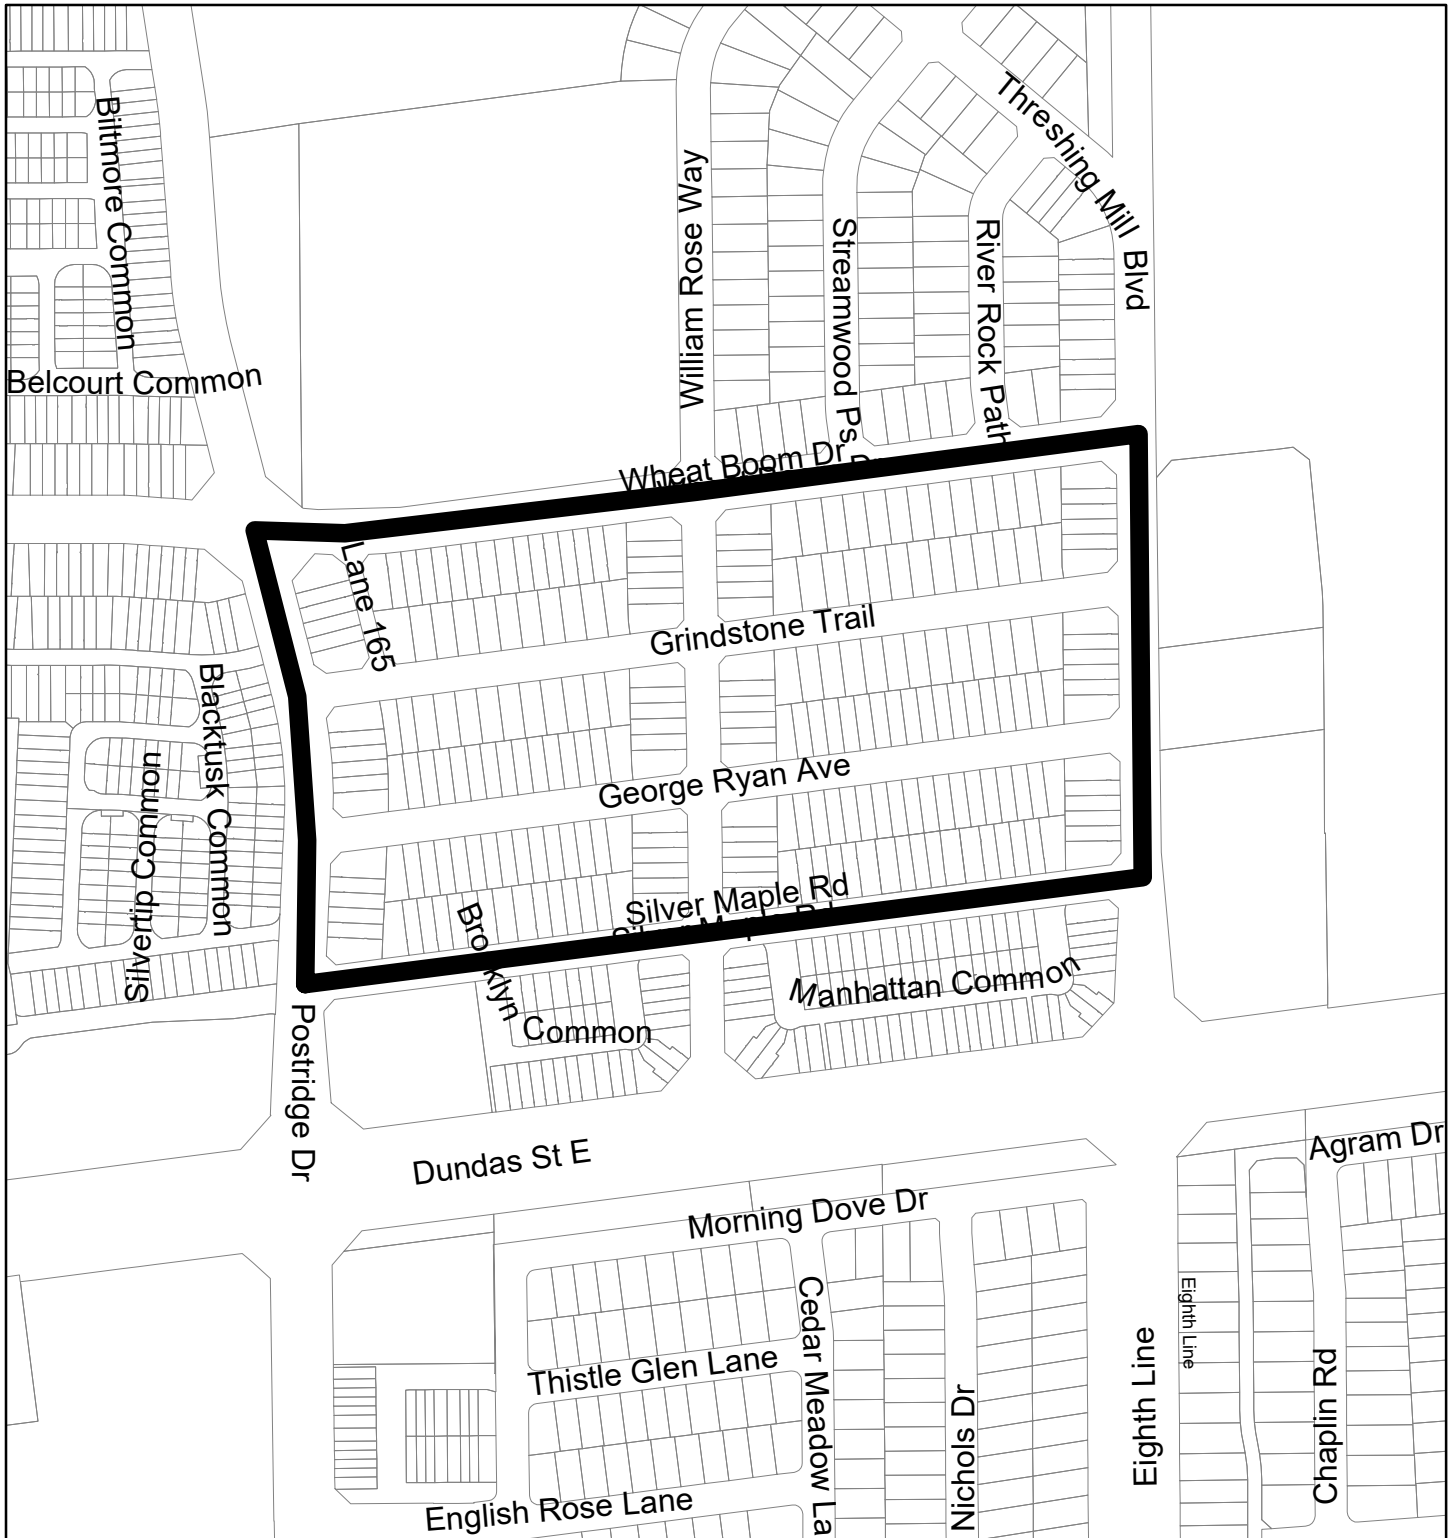 Threshing Mill Blvd
Biltmore Common
William Rose Way
Streamwood Ps
River Rock Path
Belcourt Common
Wheat Boom Dr
Lane 165
Grindstone Trail
Blacktusk Common
Silvertip Common
George Ryan Ave
Silver Maple Rd
Silver Maple Rd
Brooklyn Common
Manhattan Common
Postridge Dr
Dundas St E
Agram Dr
Morning Dove Dr
Cedar Meadow La
Eighth Line
Thistle Glen Lane
Eighth Line
Chaplin Rd
Nichols Dr
English Rose Lane